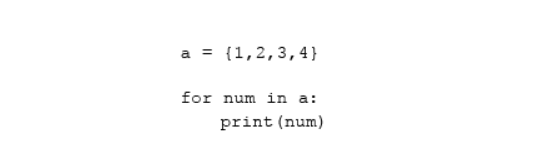 a = {1,2,3,4}
for num in a:
    print(num)